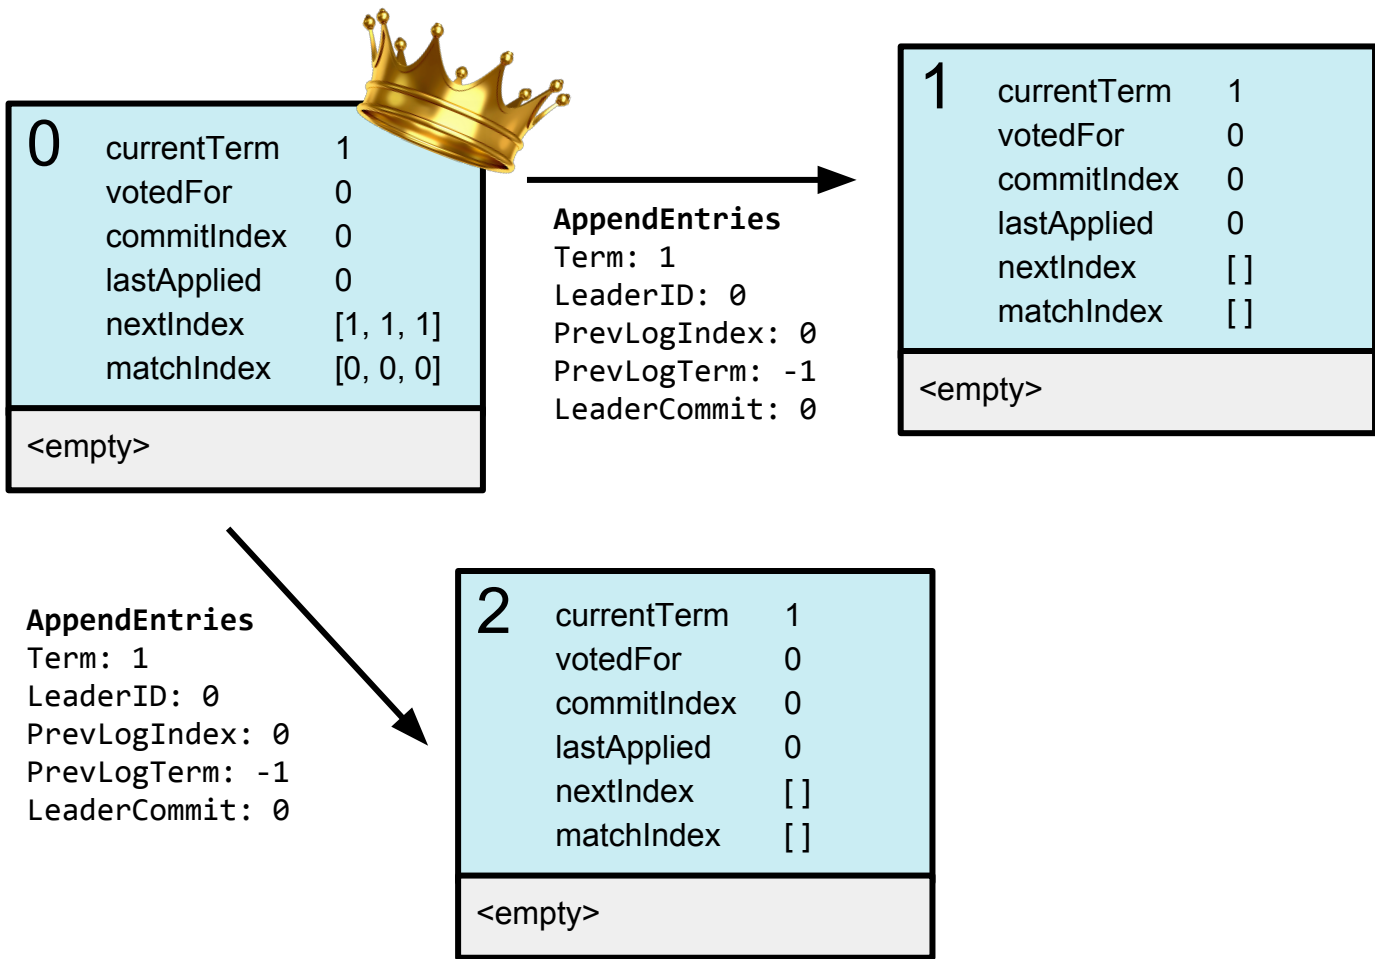 0
currentTerm 1
votedFor 0
commitIndex 0
lastApplied 0
nextIndex [1, 1, 1]
matchIndex [0, 0, 0]
<empty>
AppendEntries
Term: 1
LeaderID: 0
PrevLogIndex: 0
PrevLogTerm: -1
LeaderCommit: 0
1
currentTerm 1
votedFor 0
commitIndex 0
lastApplied 0
nextIndex [ ]
matchIndex [ ]
<empty>
AppendEntries
Term: 1
LeaderID: 0
PrevLogIndex: 0
PrevLogTerm: -1
LeaderCommit: 0
2
currentTerm 1
votedFor 0
commitIndex 0
lastApplied 0
nextIndex [ ]
matchIndex [ ]
<empty>